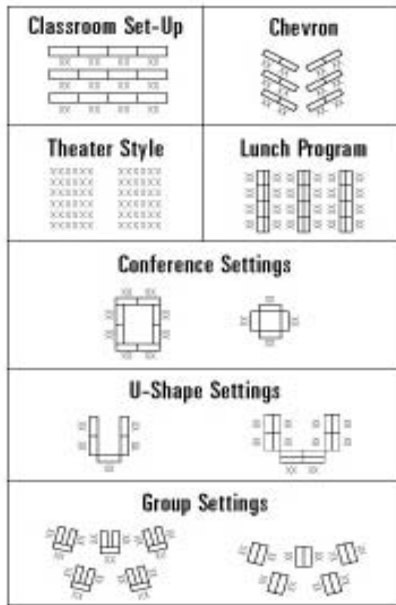 Classroom Set-Up
Chevron
Theater Style
Lunch Program
Conference Settings
U-Shape Settings
Group Settings